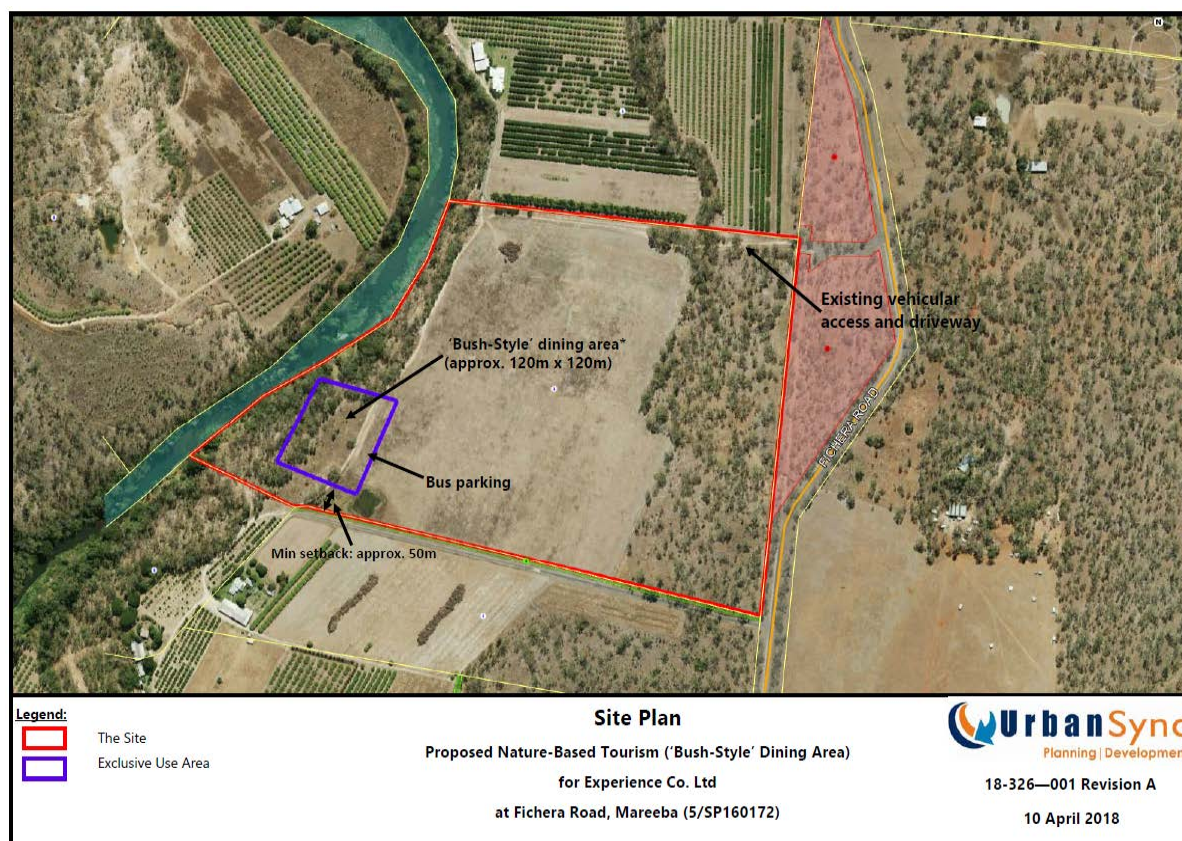 N
Existing vehicular
access and driveway
'Bush-Style' dining area*
(approx. 120m x 120m)
FICHERA ROAD
Bus parking
Min setback: approx. 50m
Legend:
The Site
Exclusive Use Area
Site Plan
Proposed Nature-Based Tourism ('Bush-Style' Dining Area)
for Experience Co. Ltd
at Fichera Road, Mareeba (5/SP160172)
UrbanSync
Planning|Development
18-326—001 Revision A
10 April 2018